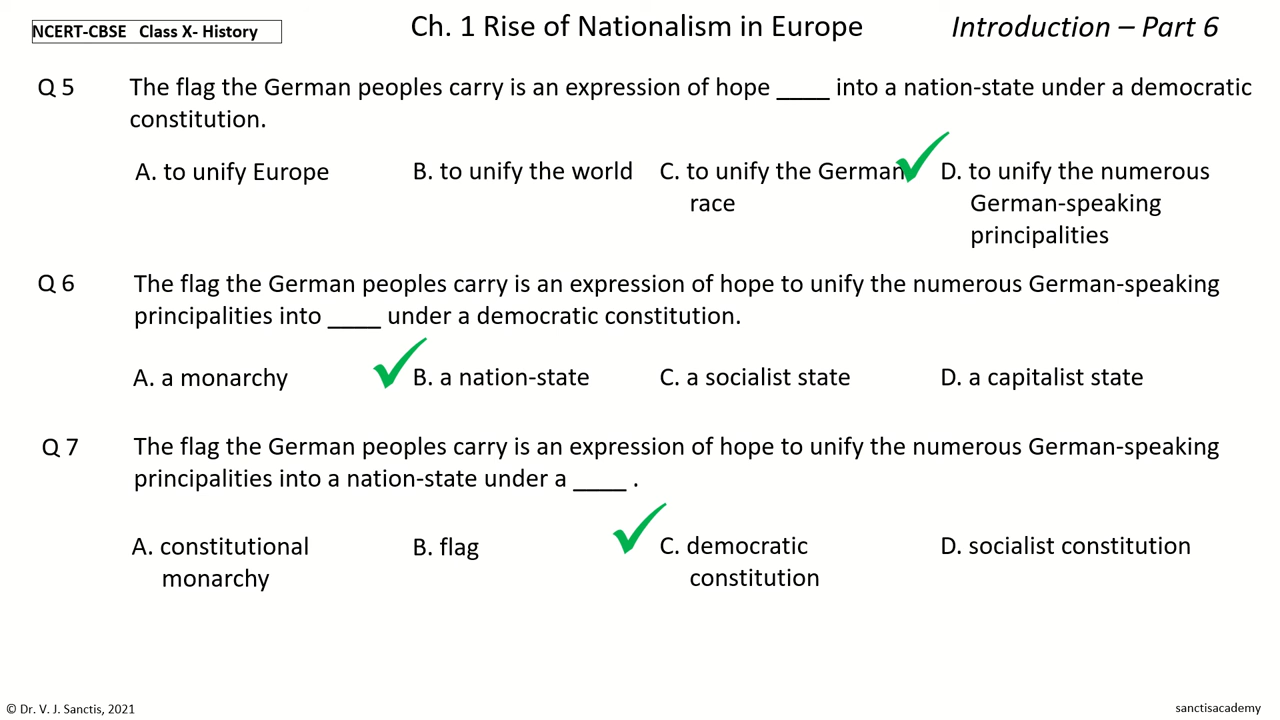 NCERT-CBSE Class X- History
Ch. 1 Rise of Nationalism in Europe
Introduction – Part 6
Q 5 The flag the German peoples carry is an expression of hope ____ into a nation-state under a democratic
constitution.
A. to unify Europe B. to unify the world C. to unify the German D. to unify the numerous
race German-speaking
principalities
Q 6 The flag the German peoples carry is an expression of hope to unify the numerous German-speaking
principalities into ____ under a democratic constitution.
A. a monarchy B. a nation-state C. a socialist state D. a capitalist state
Q 7 The flag the German peoples carry is an expression of hope to unify the numerous German-speaking
principalities into a nation-state under a ____ .
A. constitutional B. flag C. democratic D. socialist constitution
monarchy constitution
© Dr. V. J. Sanctis, 2021
sanctisacademy